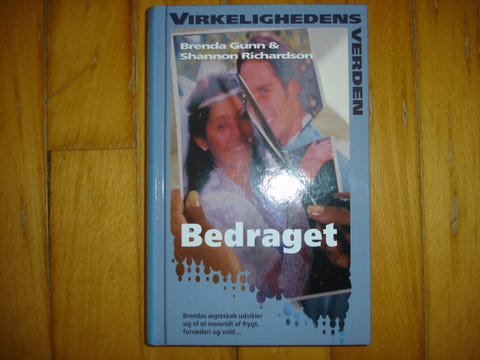 VIRKELIGHEDENS
VERDEN
Brenda Gunn &
Shannon Richardson
Bedraget
Brendas ægteskab udvikler
sig til et mareridt af frygt,
forræderi og vold...